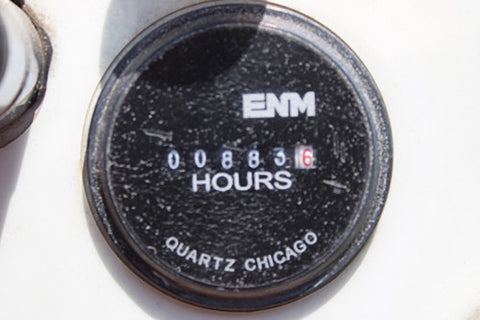 ENM
008836
HOURS
QUARTZ CHICAGO